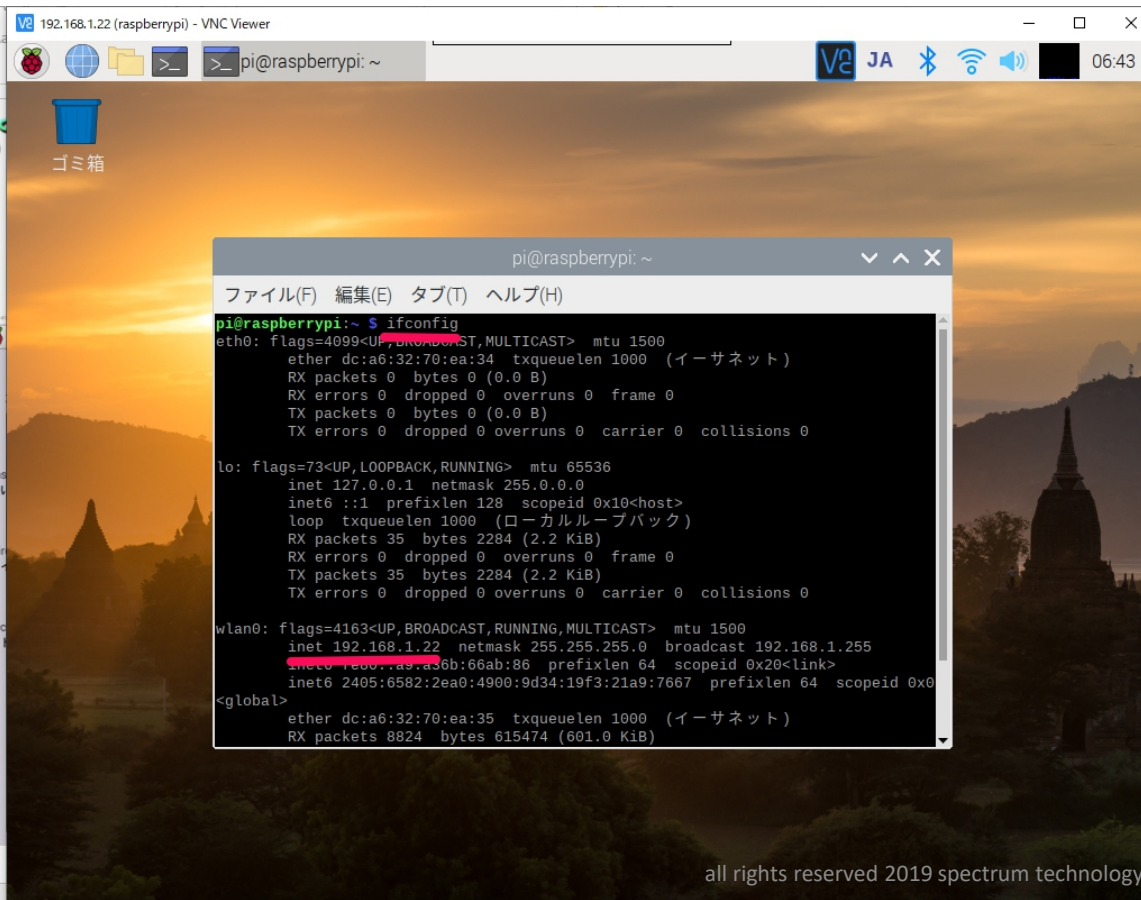 192.168.1.22 (raspberrypi) - VNC Viewer
pi@raspberrypi: ~
JA
06:43
ゴミ箱
pi@raspberrypi: ~
ファイル(F) 編集(E) タブ(T) ヘルプ(H)
pi@raspberrypi:~ $ ifconfig
eth0: flags=4099<UP,BROADCAST,MULTICAST> mtu 1500
ether dc:a6:32:70:ea:34 txqueuelen 1000 (イーサネット)
RX packets 0 bytes 0 (0.0 B)
RX errors 0 dropped 0 overruns 0 frame 0
TX packets 0 bytes 0 (0.0 B)
TX errors 0 dropped 0 overruns 0 carrier 0 collisions 0
lo: flags=73<UP,LOOPBACK,RUNNING> mtu 65536
inet 127.0.0.1 netmask 255.0.0.0
inet6 ::1 prefixlen 128 scopeid 0x10<host>
loop txqueuelen 1000 (ローカルループバック)
RX packets 35 bytes 2284 (2.2 KiB)
RX errors 0 dropped 0 overruns 0 frame 0
TX packets 35 bytes 2284 (2.2 KiB)
TX errors 0 dropped 0 overruns 0 carrier 0 collisions 0
wlan0: flags=4163<UP,BROADCAST,RUNNING,MULTICAST> mtu 1500
inet 192.168.1.22 netmask 255.255.255.0 broadcast 192.168.1.255
inet6 prefixlen 64 scopeid 0x20<link>
inet6 2405:6582:2ea0:4900:9d34:19f3:21a9:7667 prefixlen 64 scopeid 0x0
<global>
ether dc:a6:32:70:ea:35 txqueuelen 1000 (イーサネット)
RX packets 8824 bytes 615474 (601.0 KiB)
all rights reserved 2019 spectrum technology